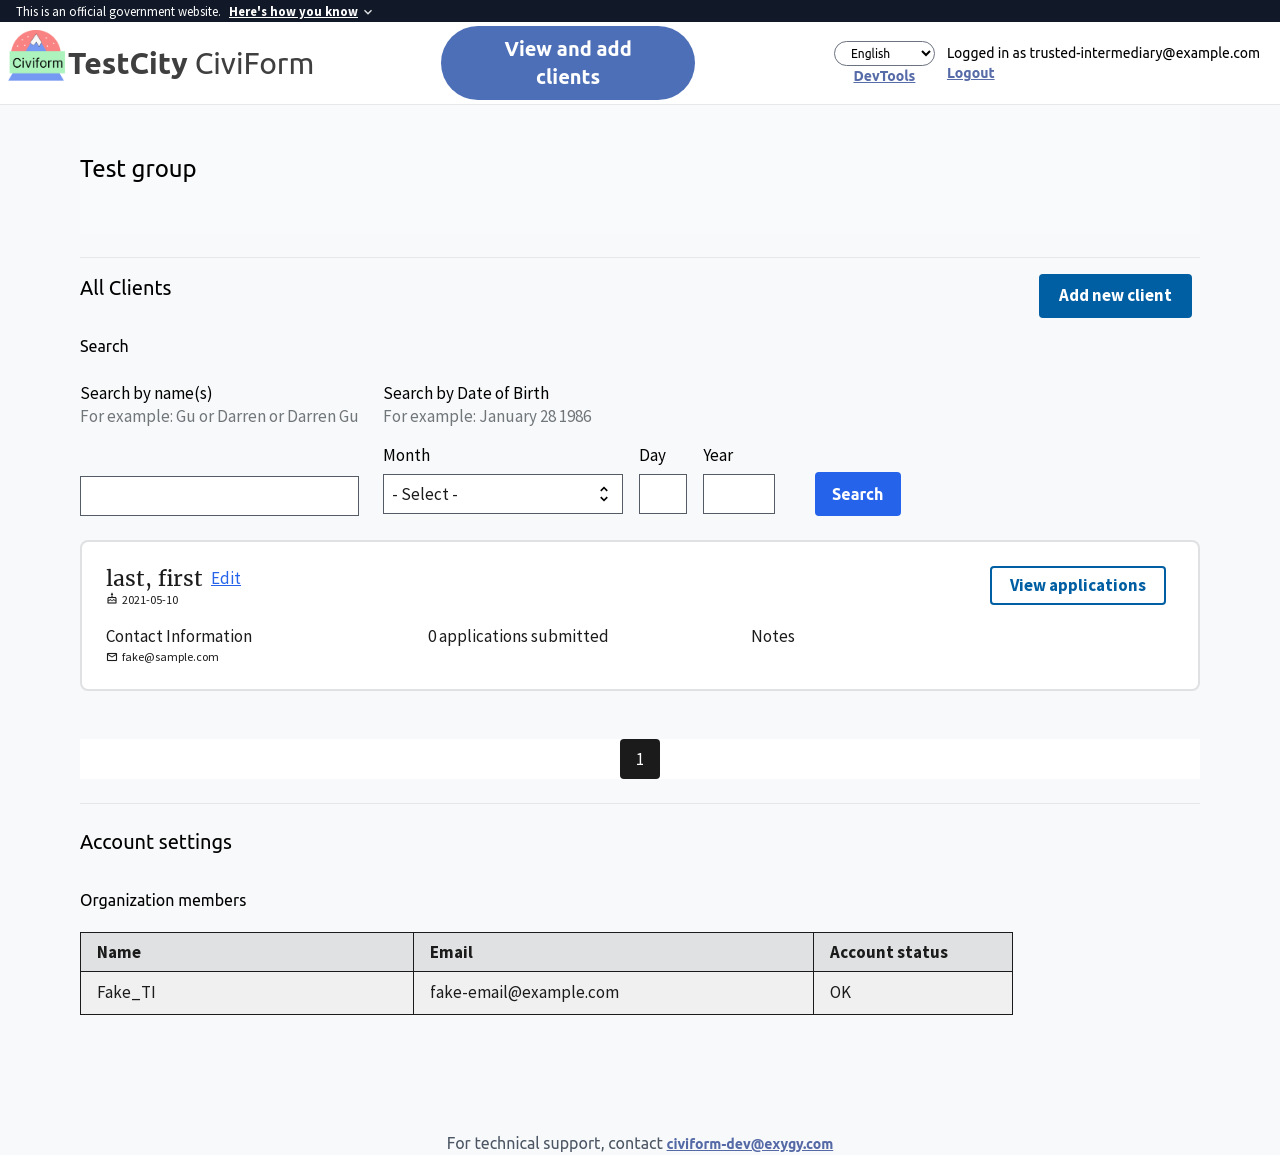 This is an official government website. Here's how you know
Civiform
TestCity CiviForm
View and add
clients
English
DevTools
Logged in as trusted-intermediary@example.com
Logout
Test group
All Clients
Add new client
Search
Search by name(s)
For example: Gu or Darren or Darren Gu
Search by Date of Birth
For example: January 28 1986
Month
Day
Year
- Select -
Search
last, first Edit
2021-05-10
View applications
Contact Information
fake@sample.com
0 applications submitted
Notes
1
Account settings
Organization members
Name Email Account status
Fake_TI fake-email@example.com OK
For technical support, contact civiform-dev@exygy.com